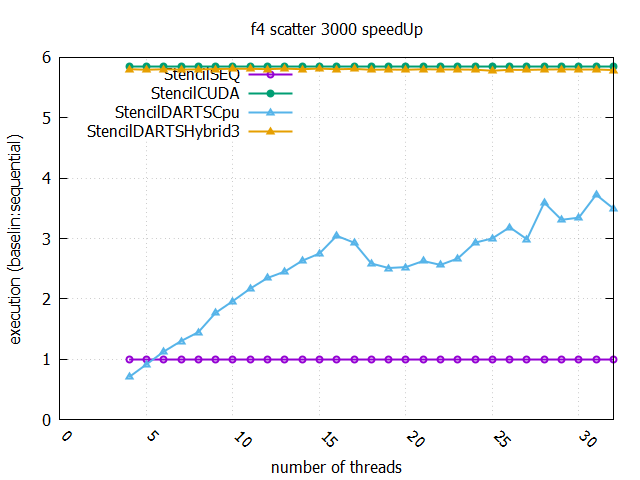 f4 scatter 3000 speedUp
execution (baselin:sequential)
6
5
4
3
2
1
0
StencilSEQ
StencilCUDA
StencilDARTSCpu
StencilDARTSHybrid3
0 5 10 15 20 25 30
number of threads